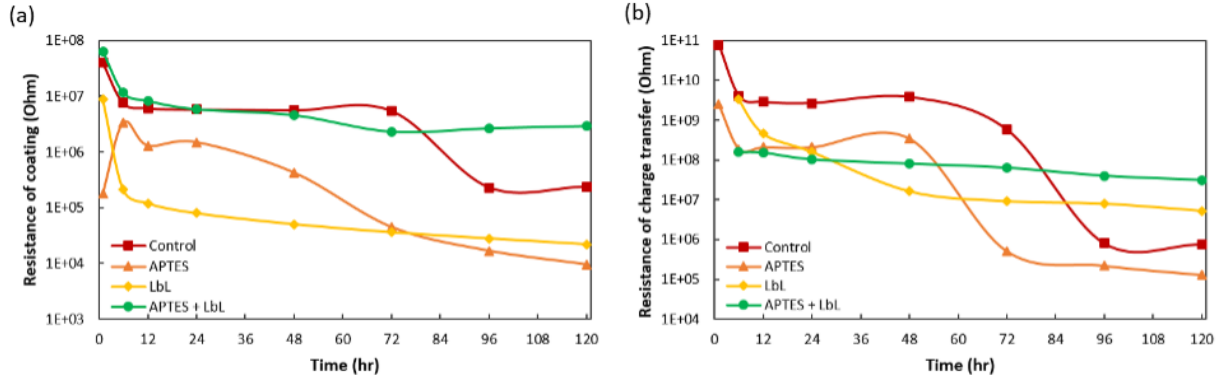 (a)
Resistance of coating (Ohm)
1E+08
1E+07
1E+06
1E+05
1E+04
1E+03
Control
APTES
LbL
APTES + LbL
0 12 24 36 48 60 72 84 96 108 120
Time (hr)
(b)
Resistance of charge transfer (Ohm)
1E+11
1E+10
1E+09
1E+08
1E+07
1E+06
1E+05
1E+04
Control
APTES
LbL
APTES + LbL
0 12 24 36 48 60 72 84 96 108 120
Time (hr)